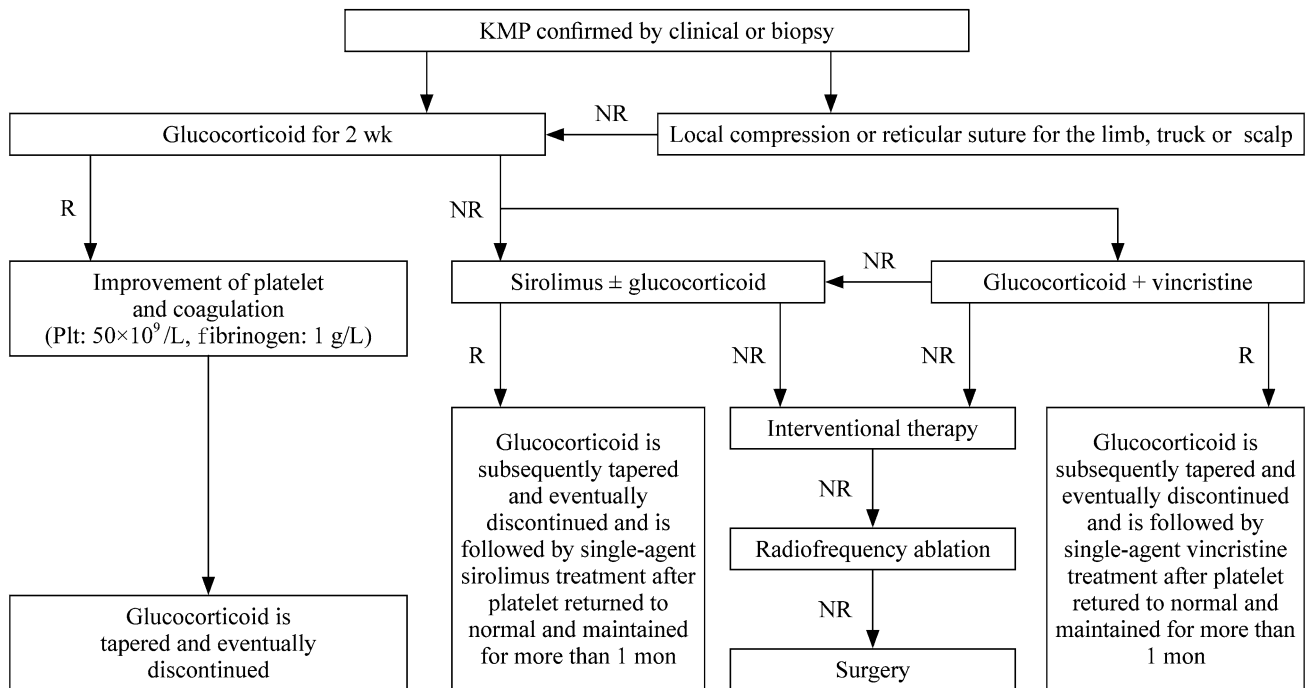 KMP confirmed by clinical or biopsy
NR
Glucocorticoid for 2 wk
Local compression or reticular suture for the limb, truck or scalp
R
NR
Improvement of platelet
and coagulation
(Plt: 50×10⁹/L, fibrinogen: 1 g/L)
Sirolimus ± glucocorticoid
NR
Glucocorticoid + vincristine
R
NR
NR
R
Glucocorticoid is
subsequently tapered
and eventually
discontinued and is
followed by single-agent
sirolimus treatment after
platelet returned to
normal and maintained
for more than 1 mon
Interventional therapy
NR
Radiofrequency ablation
NR
Surgery
Glucocorticoid is
subsequently tapered and
eventually discontinued
and is followed by
single-agent vincristine
treatment after platelet
retured to normal and
maintained for more than
1 mon
Glucocorticoid is
tapered and eventually
discontinued